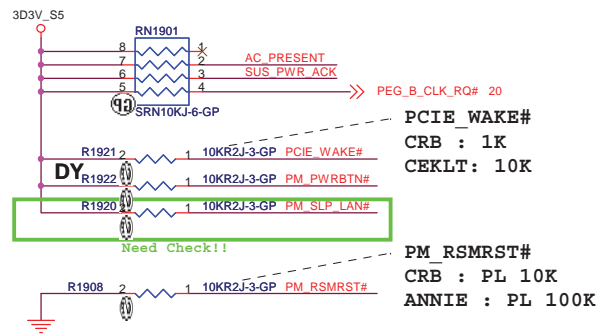 3D3V_S5
RN1901
8 1
7 2 AC_PRESENT
6 3 SUS_PWR_ACK
5 4 PEG_B_CLK_RQ# 20
SRN10KJ-6-GP
PCIE_WAKE#
CRB : 1K
CEKLT: 10K
R1921 2 1 10KR2J-3-GP PCIE_WAKE#
DY
R1922 2 1 10KR2J-3-GP PM_PWRBTN#
R1920 2 1 10KR2J-3-GP PM_SLP_LAN#
Need Check!!
PM_RSMRST#
CRB : PL 10K
ANNIE : PL 100K
R1908 2 1 10KR2J-3-GP PM_RSMRST#